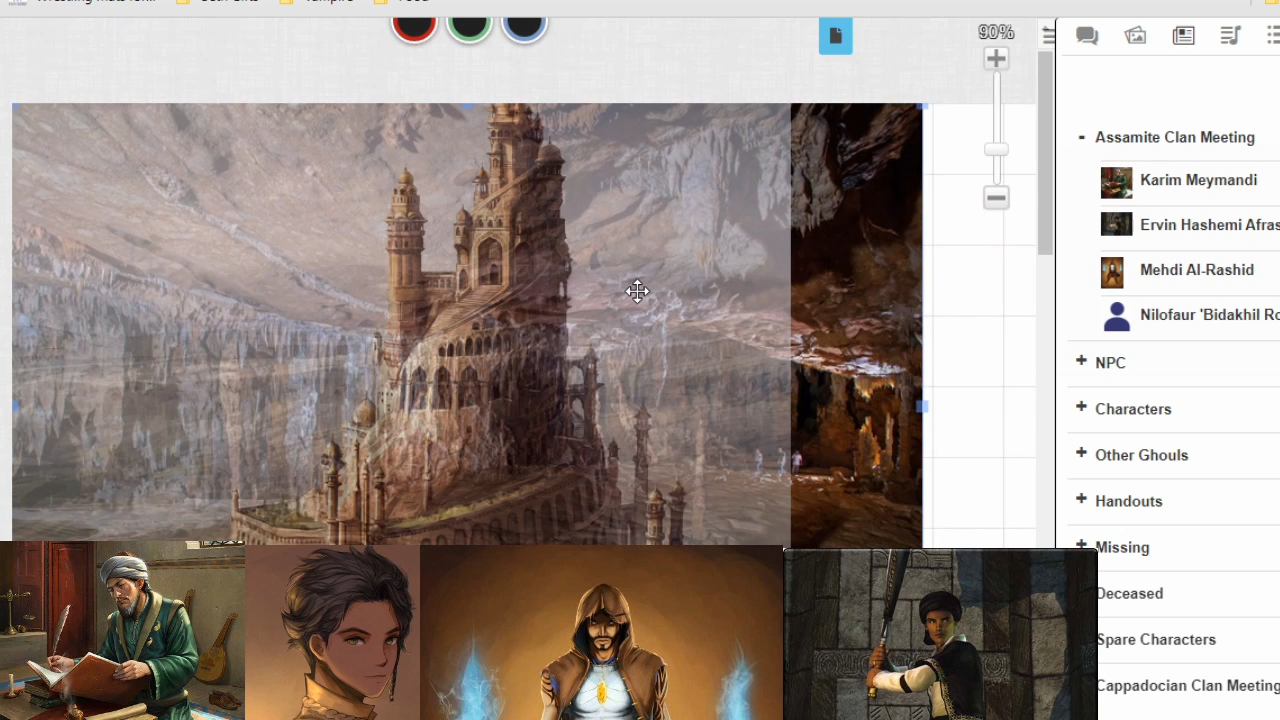 90%
Assamite Clan Meeting
Karim Meymandi
Ervin Hashemi Afras
Mehdi Al-Rashid
Nilofaur 'Bidakhil Ro
NPC
Characters
Other Ghouls
Handouts
Missing
Deceased
Spare Characters
Cappadocian Clan Meeting